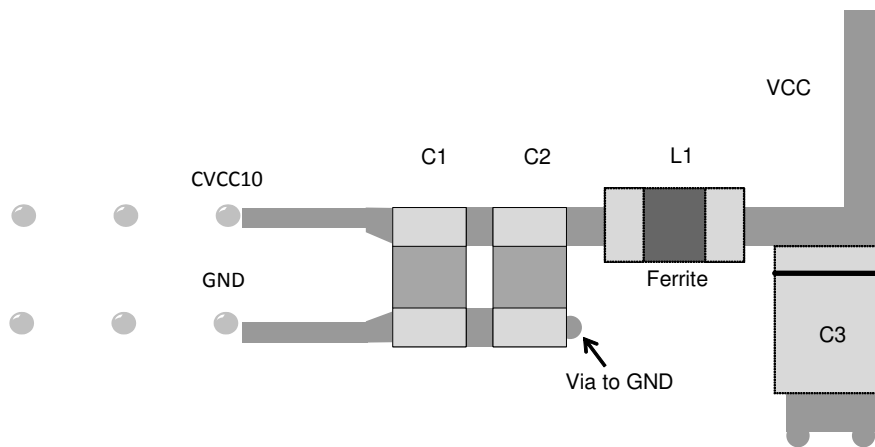 VCC
C1
C2
L1
CVCC10
GND
Ferrite
C3
Via to GND